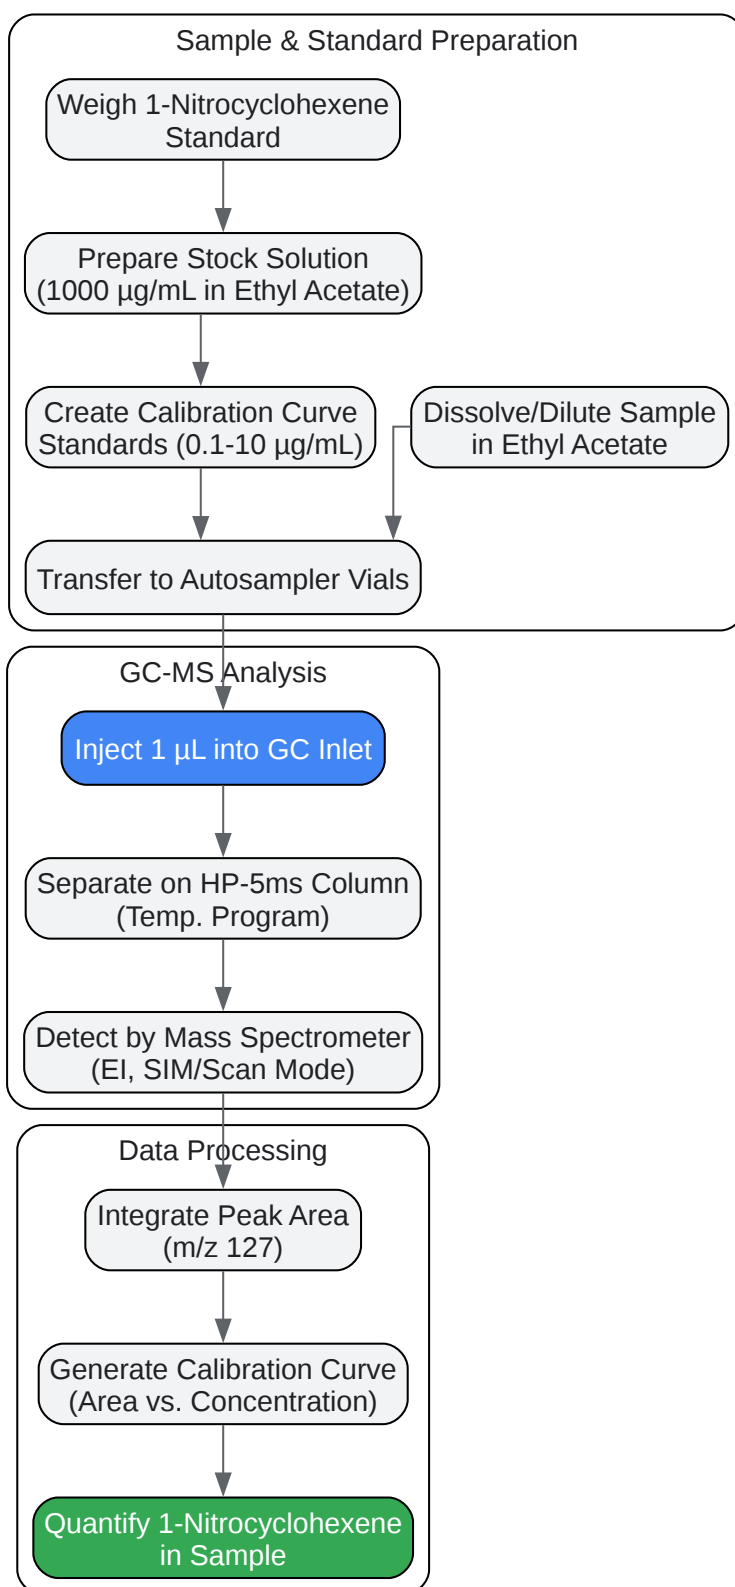 Sample & Standard Preparation
Weigh 1-Nitrocyclohexene
Standard
Prepare Stock Solution
(1000 µg/mL in Ethyl Acetate)
Create Calibration Curve
Standards (0.1-10 µg/mL)
Dissolve/Dilute Sample
in Ethyl Acetate
Transfer to Autosampler Vials
GC-MS Analysis
Inject 1 µL into GC Inlet
Separate on HP-5ms Column
(Temp. Program)
Detect by Mass Spectrometer
(EI, SIM/Scan Mode)
Data Processing
Integrate Peak Area
(m/z 127)
Generate Calibration Curve
(Area vs. Concentration)
Quantify 1-Nitrocyclohexene
in Sample